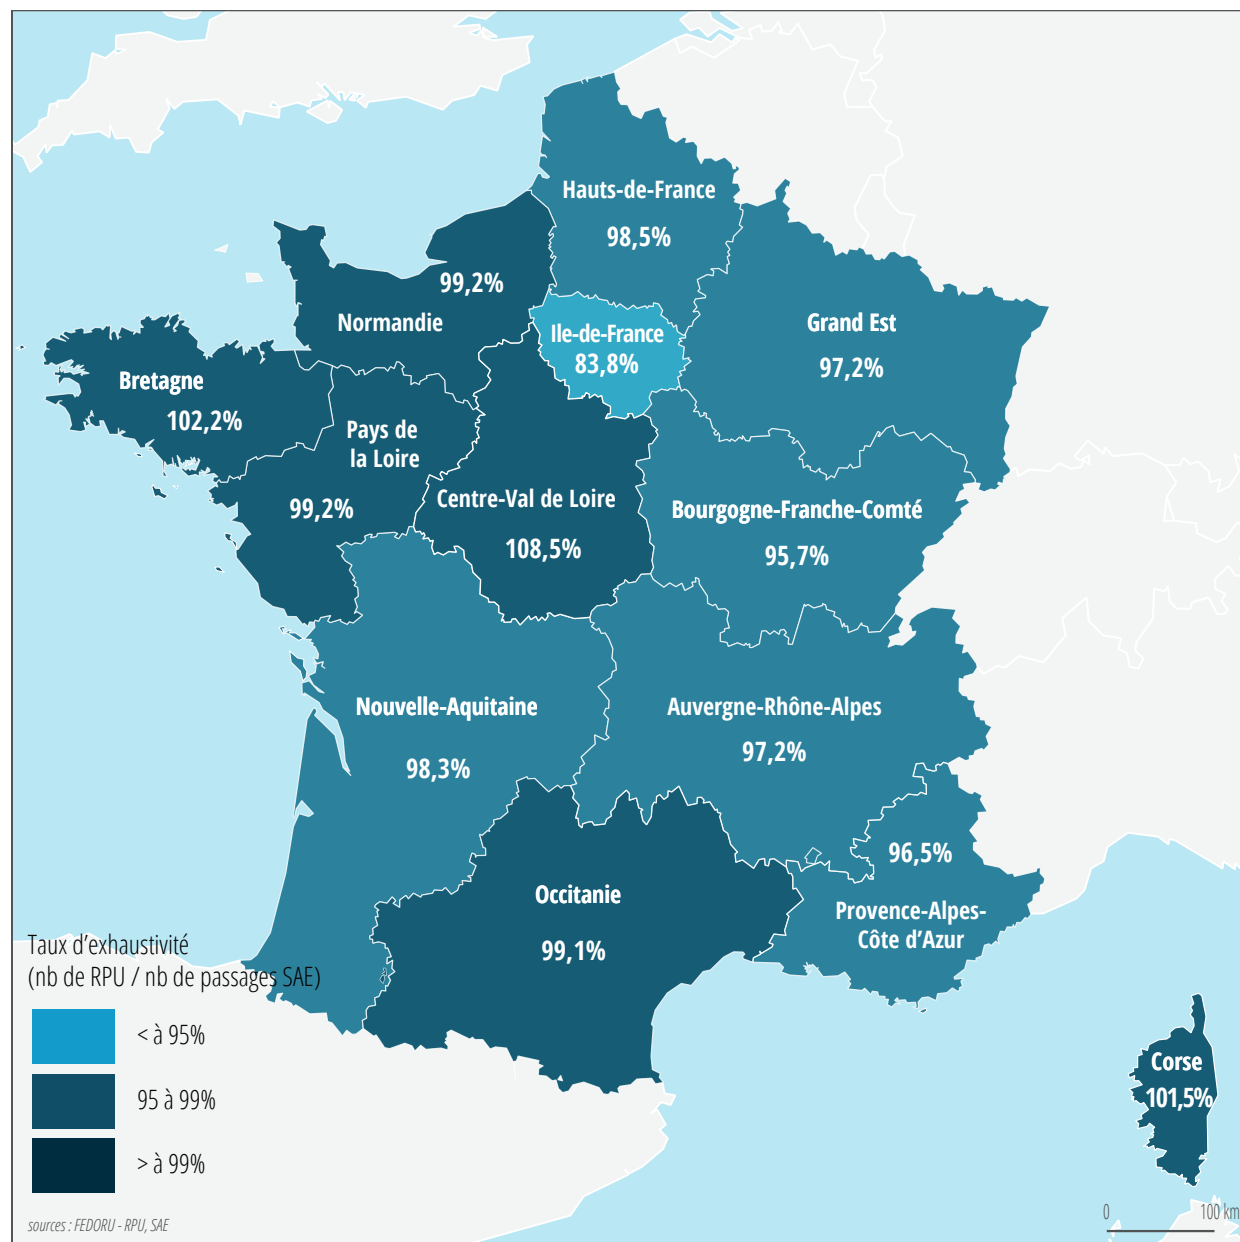 Hauts-de-France
98,5%
99,2%
Normandie
Ile-de-France
83,8%
Grand Est
97,2%
Bretagne
102,2%
Pays de
la Loire
99,2%
Centre-Val de Loire
108,5%
Bourgogne-Franche-Comté
95,7%
Nouvelle-Aquitaine
98,3%
Auvergne-Rhône-Alpes
97,2%
96,5%
Provence-Alpes-
Côte d'Azur
Occitanie
99,1%
Corse
101,5%
Taux d'exhaustivité
(nb de RPU / nb de passages SAE)
< à 95%
95 à 99%
> à 99%
sources : FEDORU - RPU, SAE
0 100 km